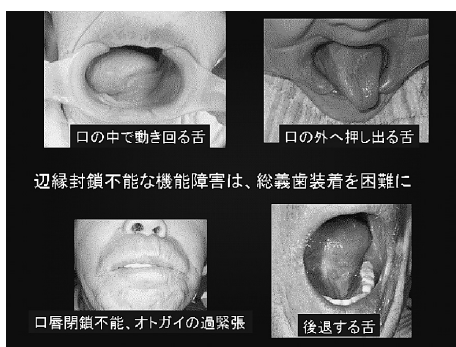 口の中で動き回る舌
口の外へ押し出る舌
辺縁封鎖不能な機能障害は、総義歯装着を困難に
口唇閉鎖不能、オトガイの過緊張
後退する舌